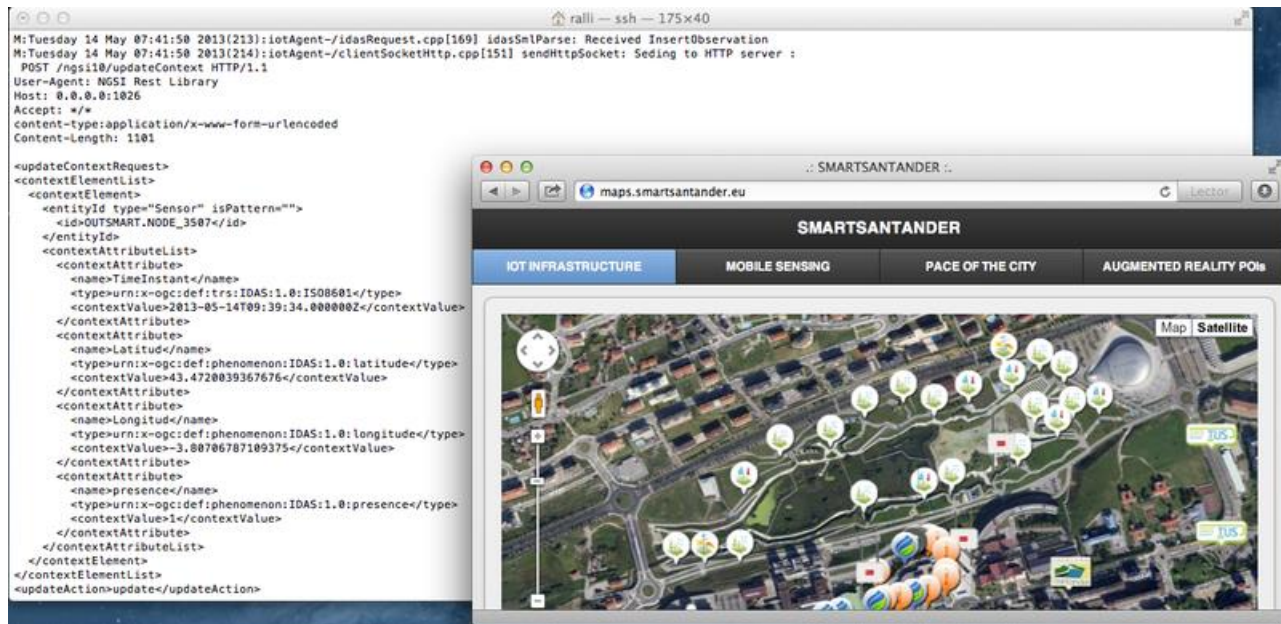 ralli — ssh — 175×40
M:Tuesday 14 May 07:41:50 2013(213):iotAgent-/idasRequest.cpp[169] idasSmlParse: Received InsertObservation
M:Tuesday 14 May 07:41:50 2013(214):iotAgent-/clientSocketHttp.cpp[151] sendHttpSocket: Seding to HTTP server :
POST /ngsi10/updateContext HTTP/1.1
User-Agent: NGSI Rest Library
Host: 0.0.0.0:1026
Accept: */*
content-type:application/x-www-form-urlencoded
Content-Length: 1101
<updateContextRequest>
<contextElementList>
<contextElement>
<entityId type="Sensor" isPattern="">
<id>OUTSMART.NODE_3507</id>
</entityId>
<contextAttributeList>
<contextAttribute>
<name>TimeInstant</name>
<type>urn:x-ogc:def:trs:IDAS:1.0:ISO8601</type>
<contextValue>2013-05-14T09:39:34.000000Z</contextValue>
</contextAttribute>
<contextAttribute>
<name>Latitud</name>
<type>urn:x-ogc:def:phenomenon:IDAS:1.0:latitude</type>
<contextValue>43.4720039367676</contextValue>
</contextAttribute>
<contextAttribute>
<name>Longitud</name>
<type>urn:x-ogc:def:phenomenon:IDAS:1.0:longitude</type>
<contextValue>-3.80706787109375</contextValue>
</contextAttribute>
<contextAttribute>
<name>presence</name>
<type>urn:x-ogc:def:phenomenon:IDAS:1.0:presence</type>
<contextValue>1</contextValue>
</contextAttribute>
</contextAttributeList>
</contextElement>
</contextElementList>
<updateAction>update</updateAction>
.: SMARTSANTANDER :.
maps.smartsantander.eu
Lector
SMARTSANTANDER
IOT INFRASTRUCTURE
MOBILE SENSING
PACE OF THE CITY
AUGMENTED REALITY POIs
Map
Satellite
TUS
TUS